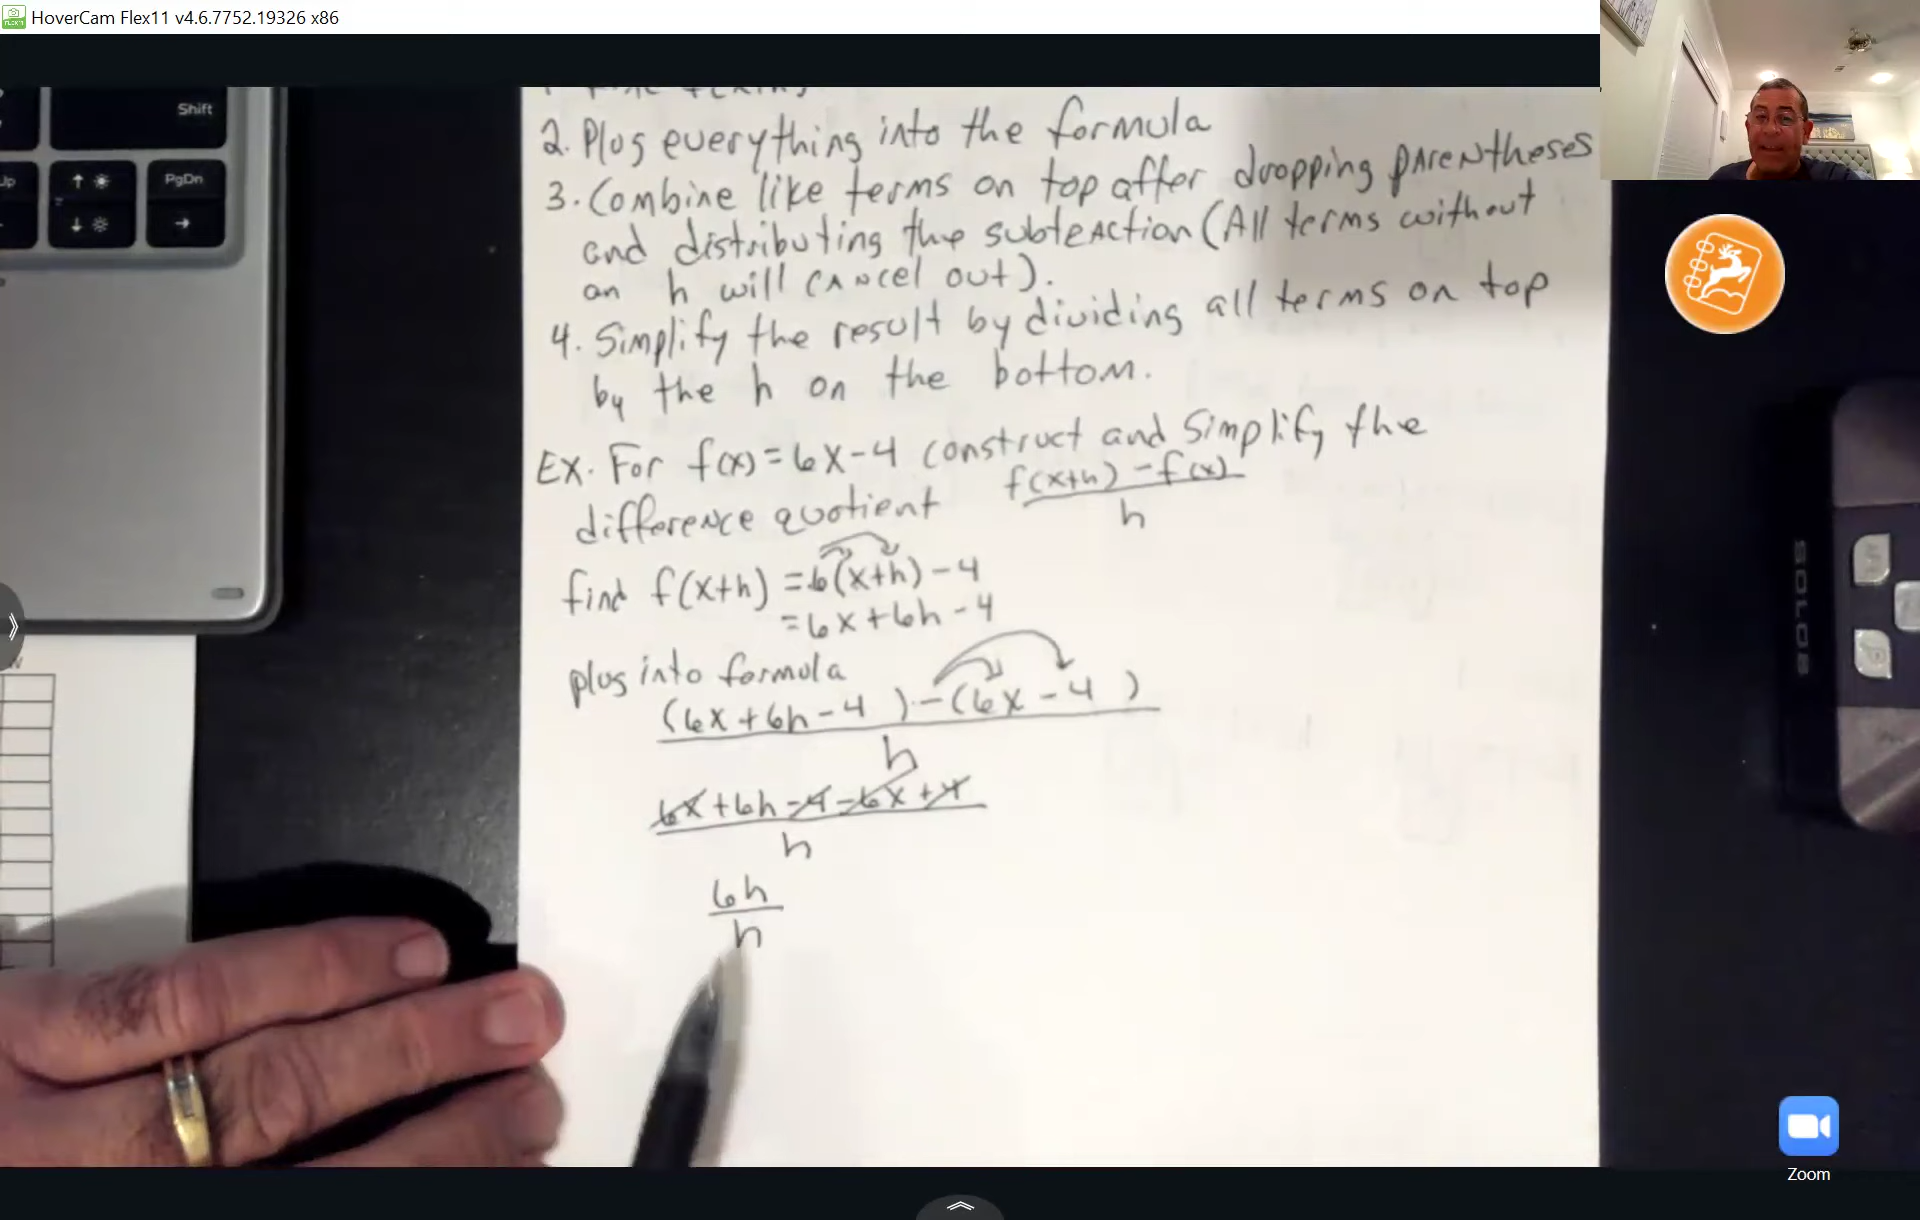 HoverCam Flex11 v4.6.7752.19326 x86
Shift
PgDn
2. Plug everything into the formula
3. Combine like terms on top after dropping parentheses
and distributing the subtraction (All terms without
an h will cancel out).
4. Simplify the result by dividing all terms on top
by the h on the bottom.
Ex. For f(x) = 6x - 4 construct and simplify the
difference quotient f(x+h) - f(x)
h
find f(x+h) = 6(x+h) - 4
= 6x + 6h - 4
plug into formula
(6x + 6h - 4 ) - (6x - 4 )
h
6x + 6h - 4 - 6x + 4
h
6h
h
SOLO8
Zoom